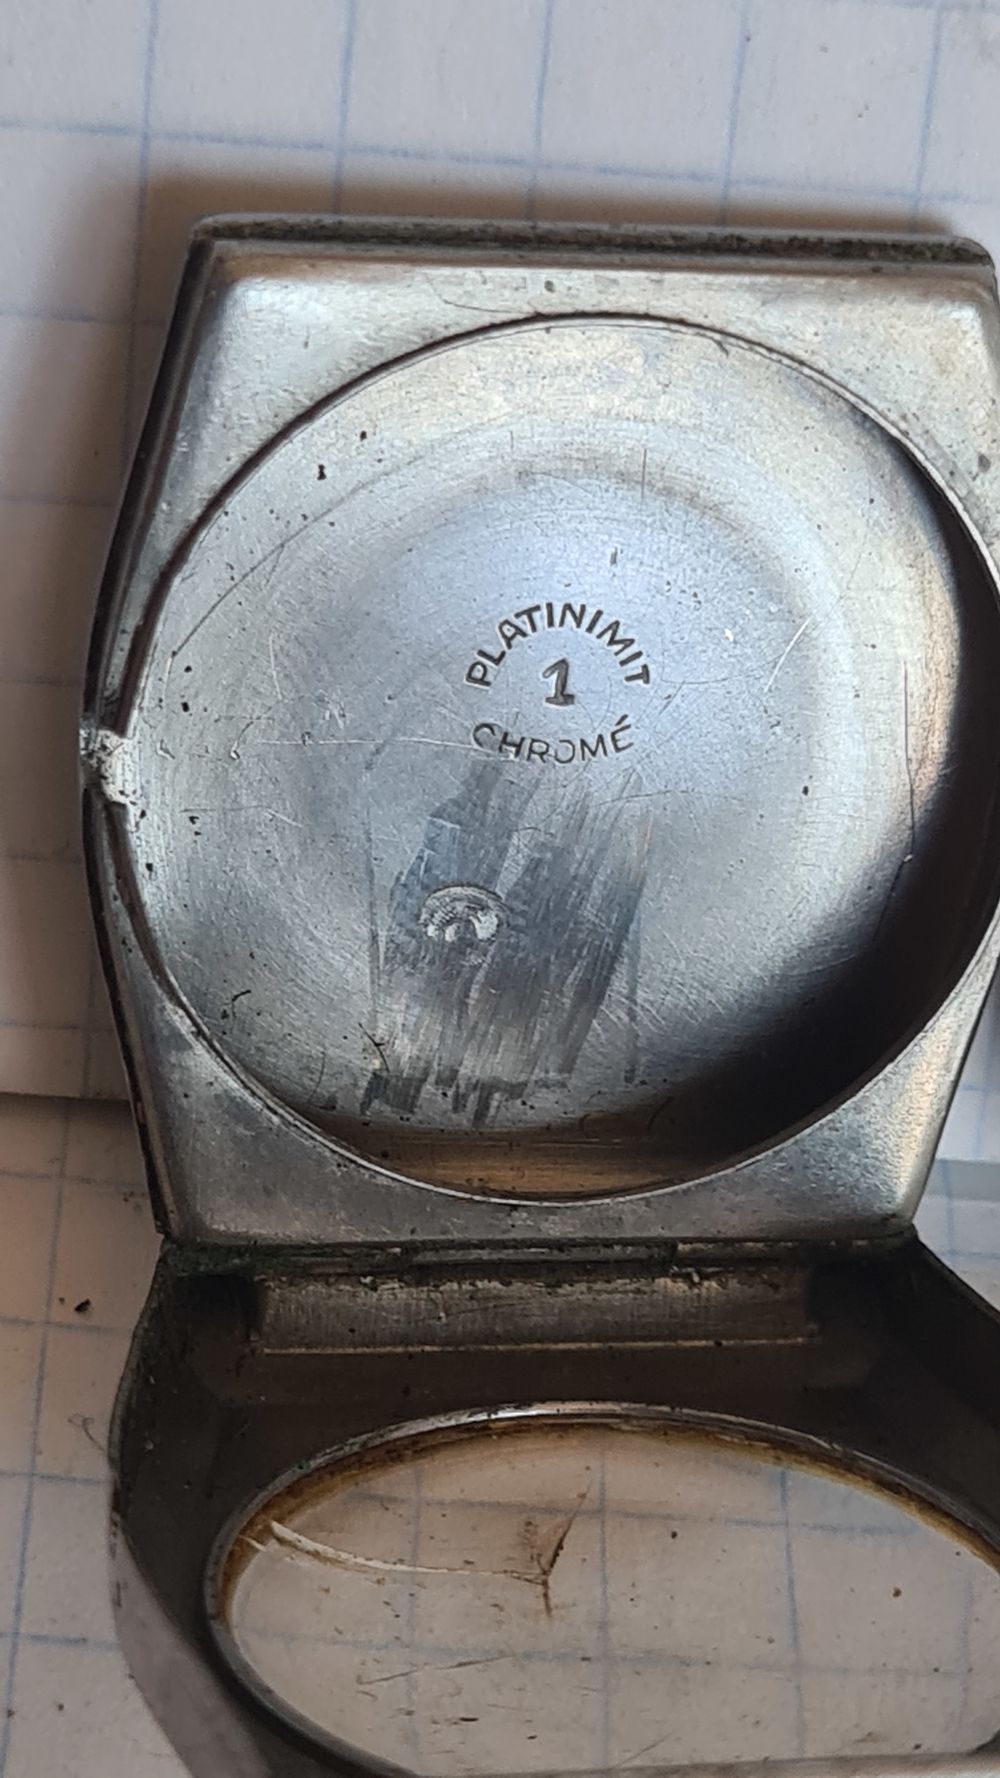 PLATINIMIT
1
CHROMÉ